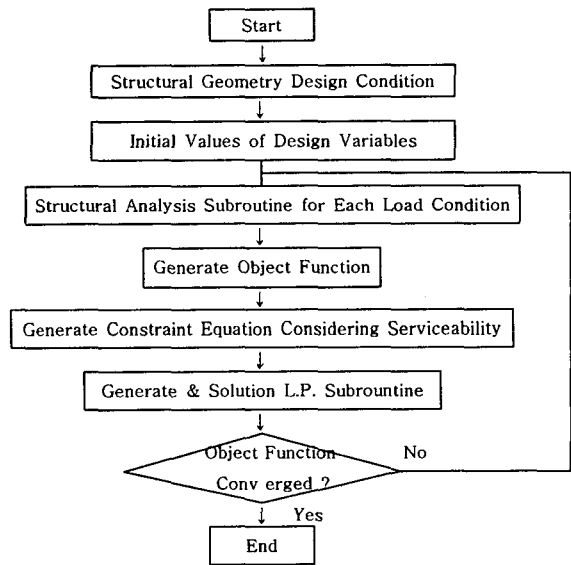 Start
Structural Geometry Design Condition
Initial Values of Design Variables
Structural Analysis Subroutine for Each Load Condition
Generate Object Function
Generate Constraint Equation Considering Serviceability
Generate & Solution L.P. Subrountine
Object Function
No
Conv erged ?
Yes
End